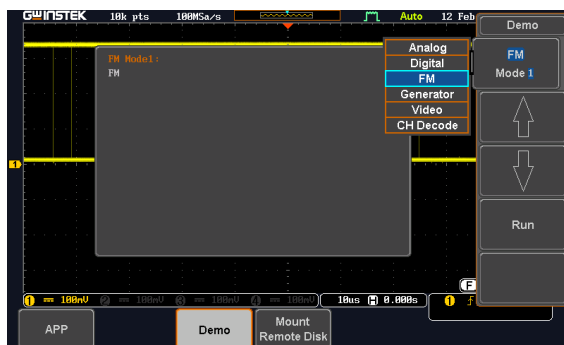 GWINSTEK 10k pts 100MSa/s Auto 12 Feb
Demo
FM
Mode 1
Analog
Digital
FM
Generator
Video
CH Decode
FM Mode1:
FM
1
Run
F
1 100mV 2 100mV 3 100mV 4 100mV 10us H 0.000s 1
APP
Demo
Mount
Remote Disk